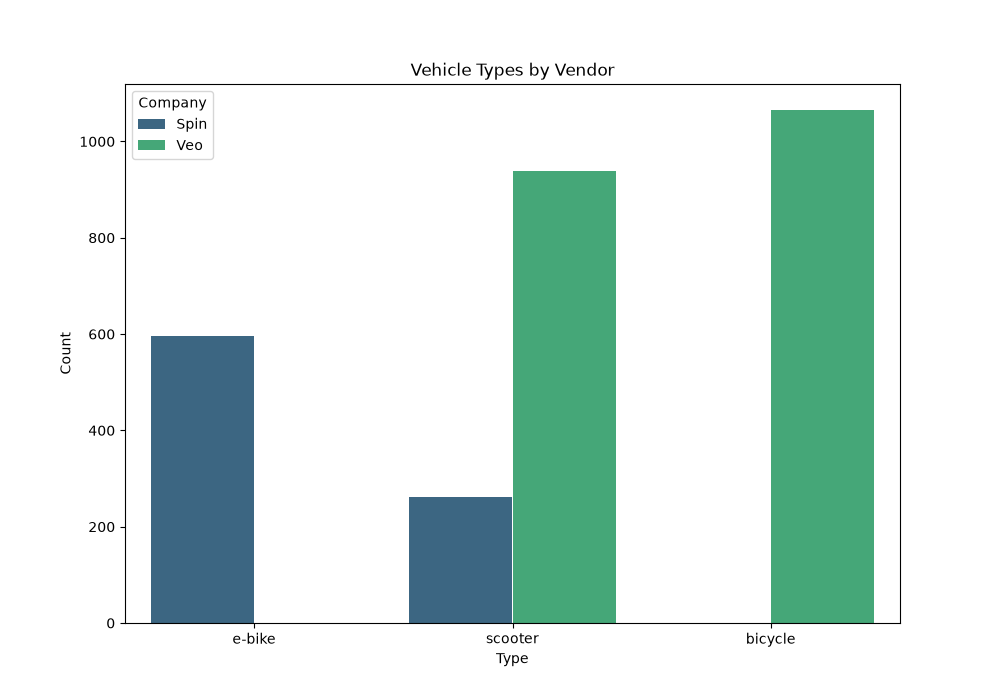 Vehicle Types by Vendor
Company
Spin
Veo
1000
800
600
400
200
0
Count
e-bike
scooter
bicycle
Type